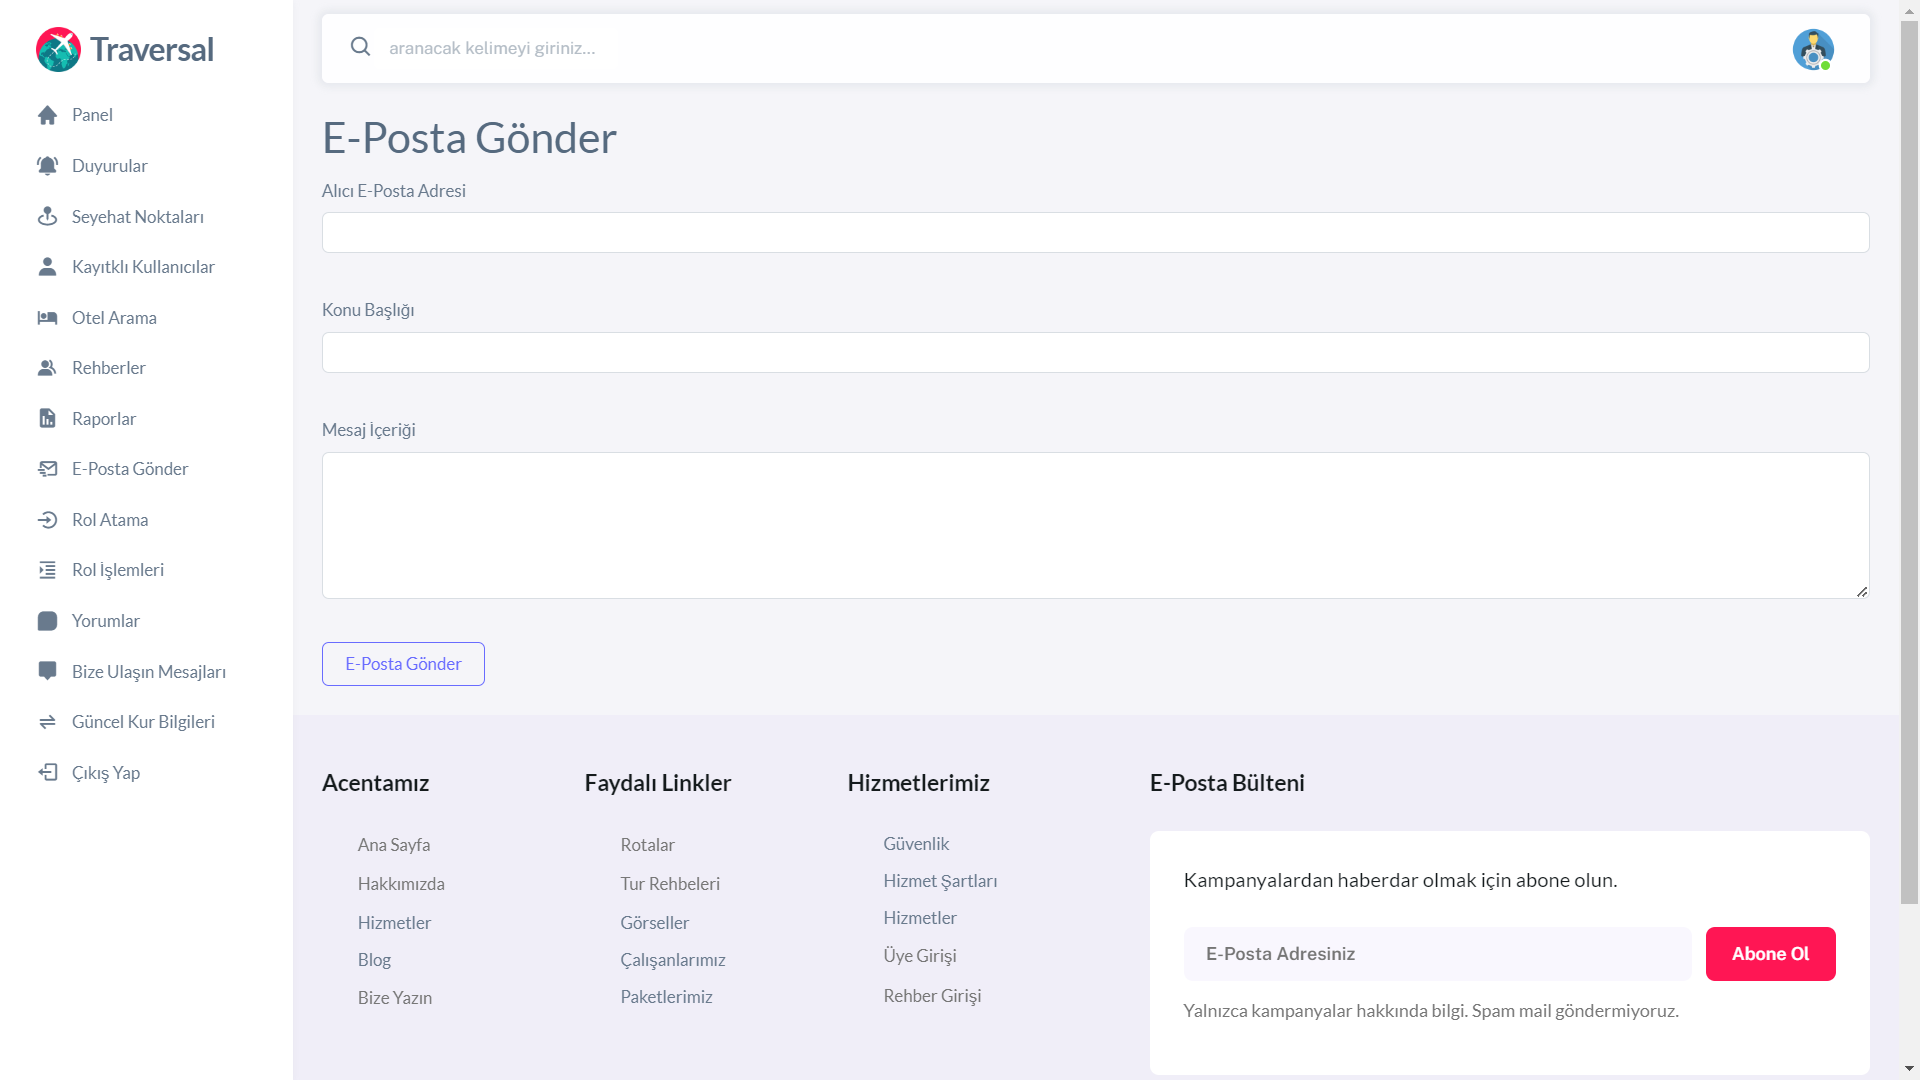 Traversal
Panel
Duyurular
Seyehat Noktaları
Kayıtklı Kullanıcılar
Otel Arama
Rehberler
Raporlar
E-Posta Gönder
Rol Atama
Rol İşlemleri
Yorumlar
Bize Ulaşın Mesajları
Güncel Kur Bilgileri
Çıkış Yap
aranacak kelimeyi giriniz...
E-Posta Gönder
Alıcı E-Posta Adresi
Konu Başlığı
Mesaj İçeriği
E-Posta Gönder
Acentamız
Ana Sayfa
Hakkımızda
Hizmetler
Blog
Bize Yazın
Faydalı Linkler
Rotalar
Tur Rehbeleri
Görseller
Çalışanlarımız
Paketlerimiz
Hizmetlerimiz
Güvenlik
Hizmet Şartları
Hizmetler
Üye Girişi
Rehber Girişi
E-Posta Bülteni
Kampanyalardan haberdar olmak için abone olun.
E-Posta Adresiniz
Abone Ol
Yalnızca kampanyalar hakkında bilgi. Spam mail göndermiyoruz.